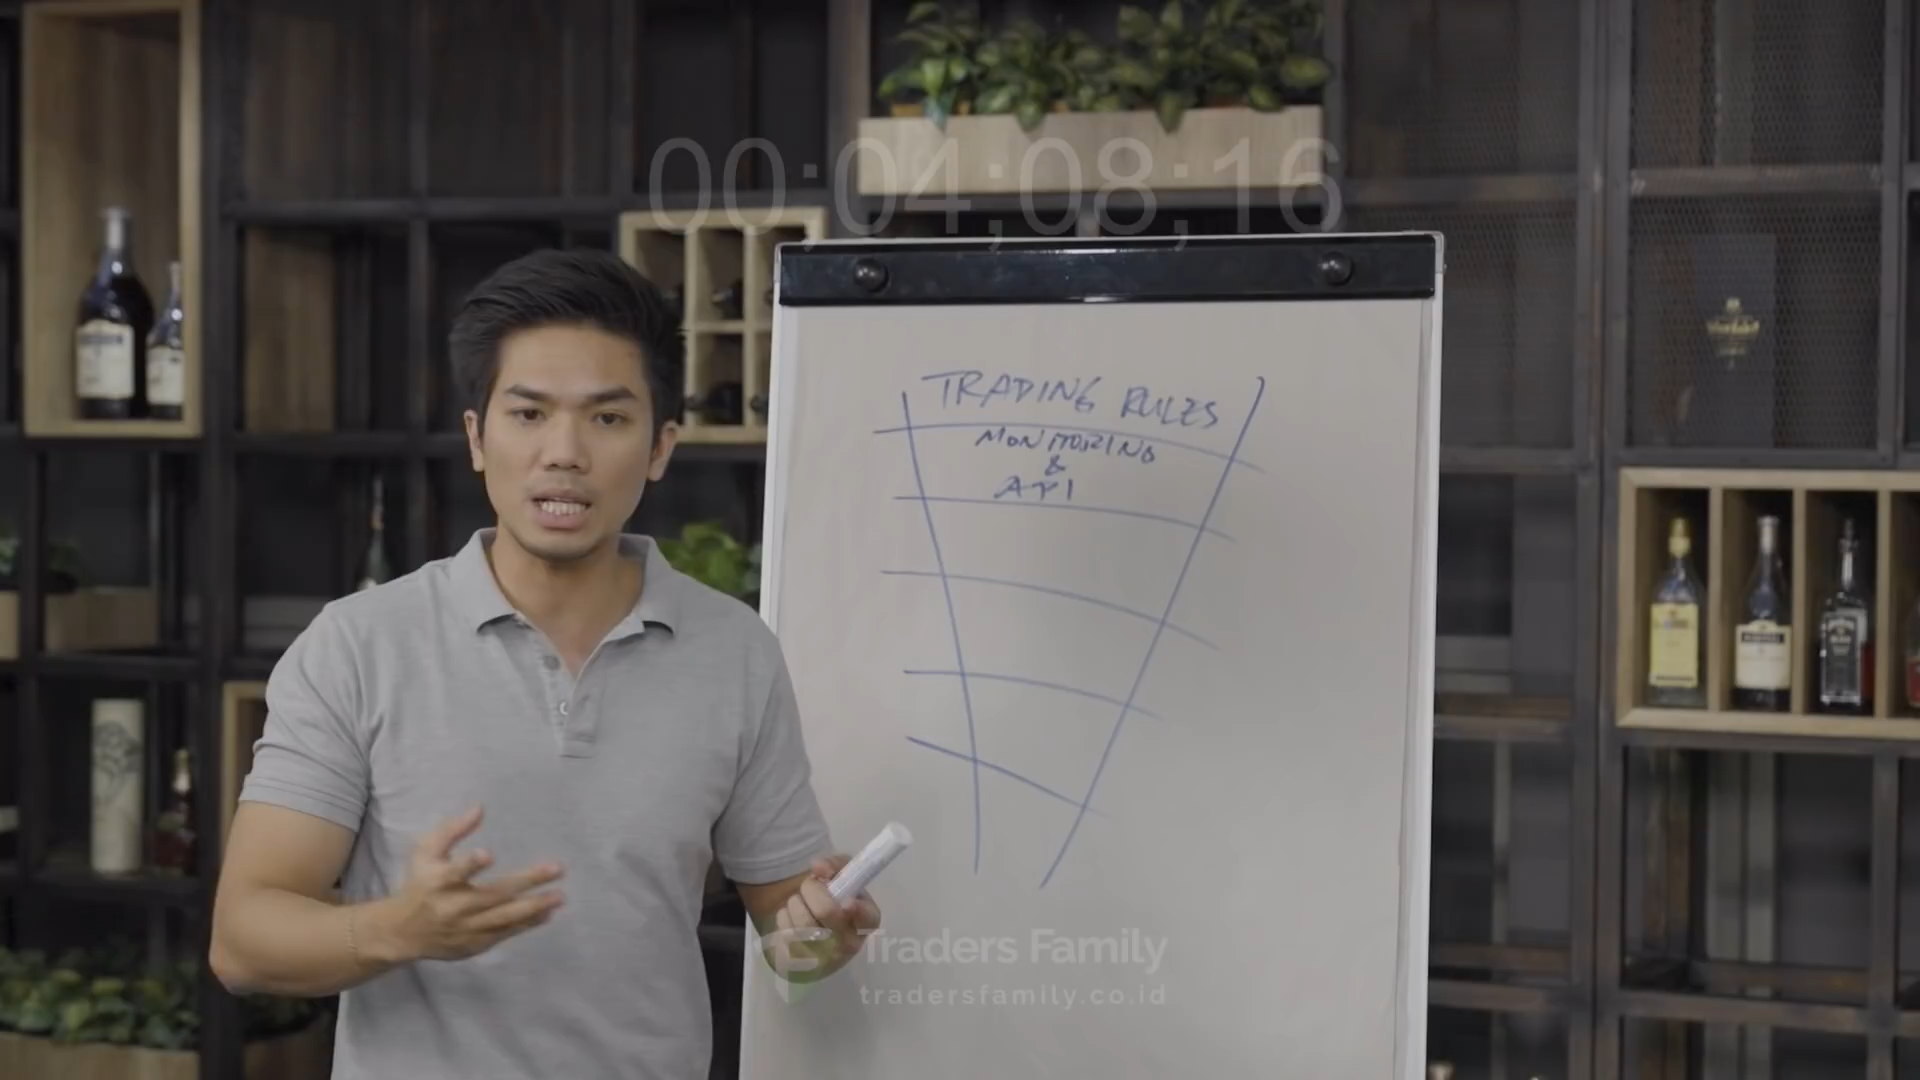 00;04;08;16
TRADING RULES
MONITORING
&
API
Traders Family
tradersfamily.co.id